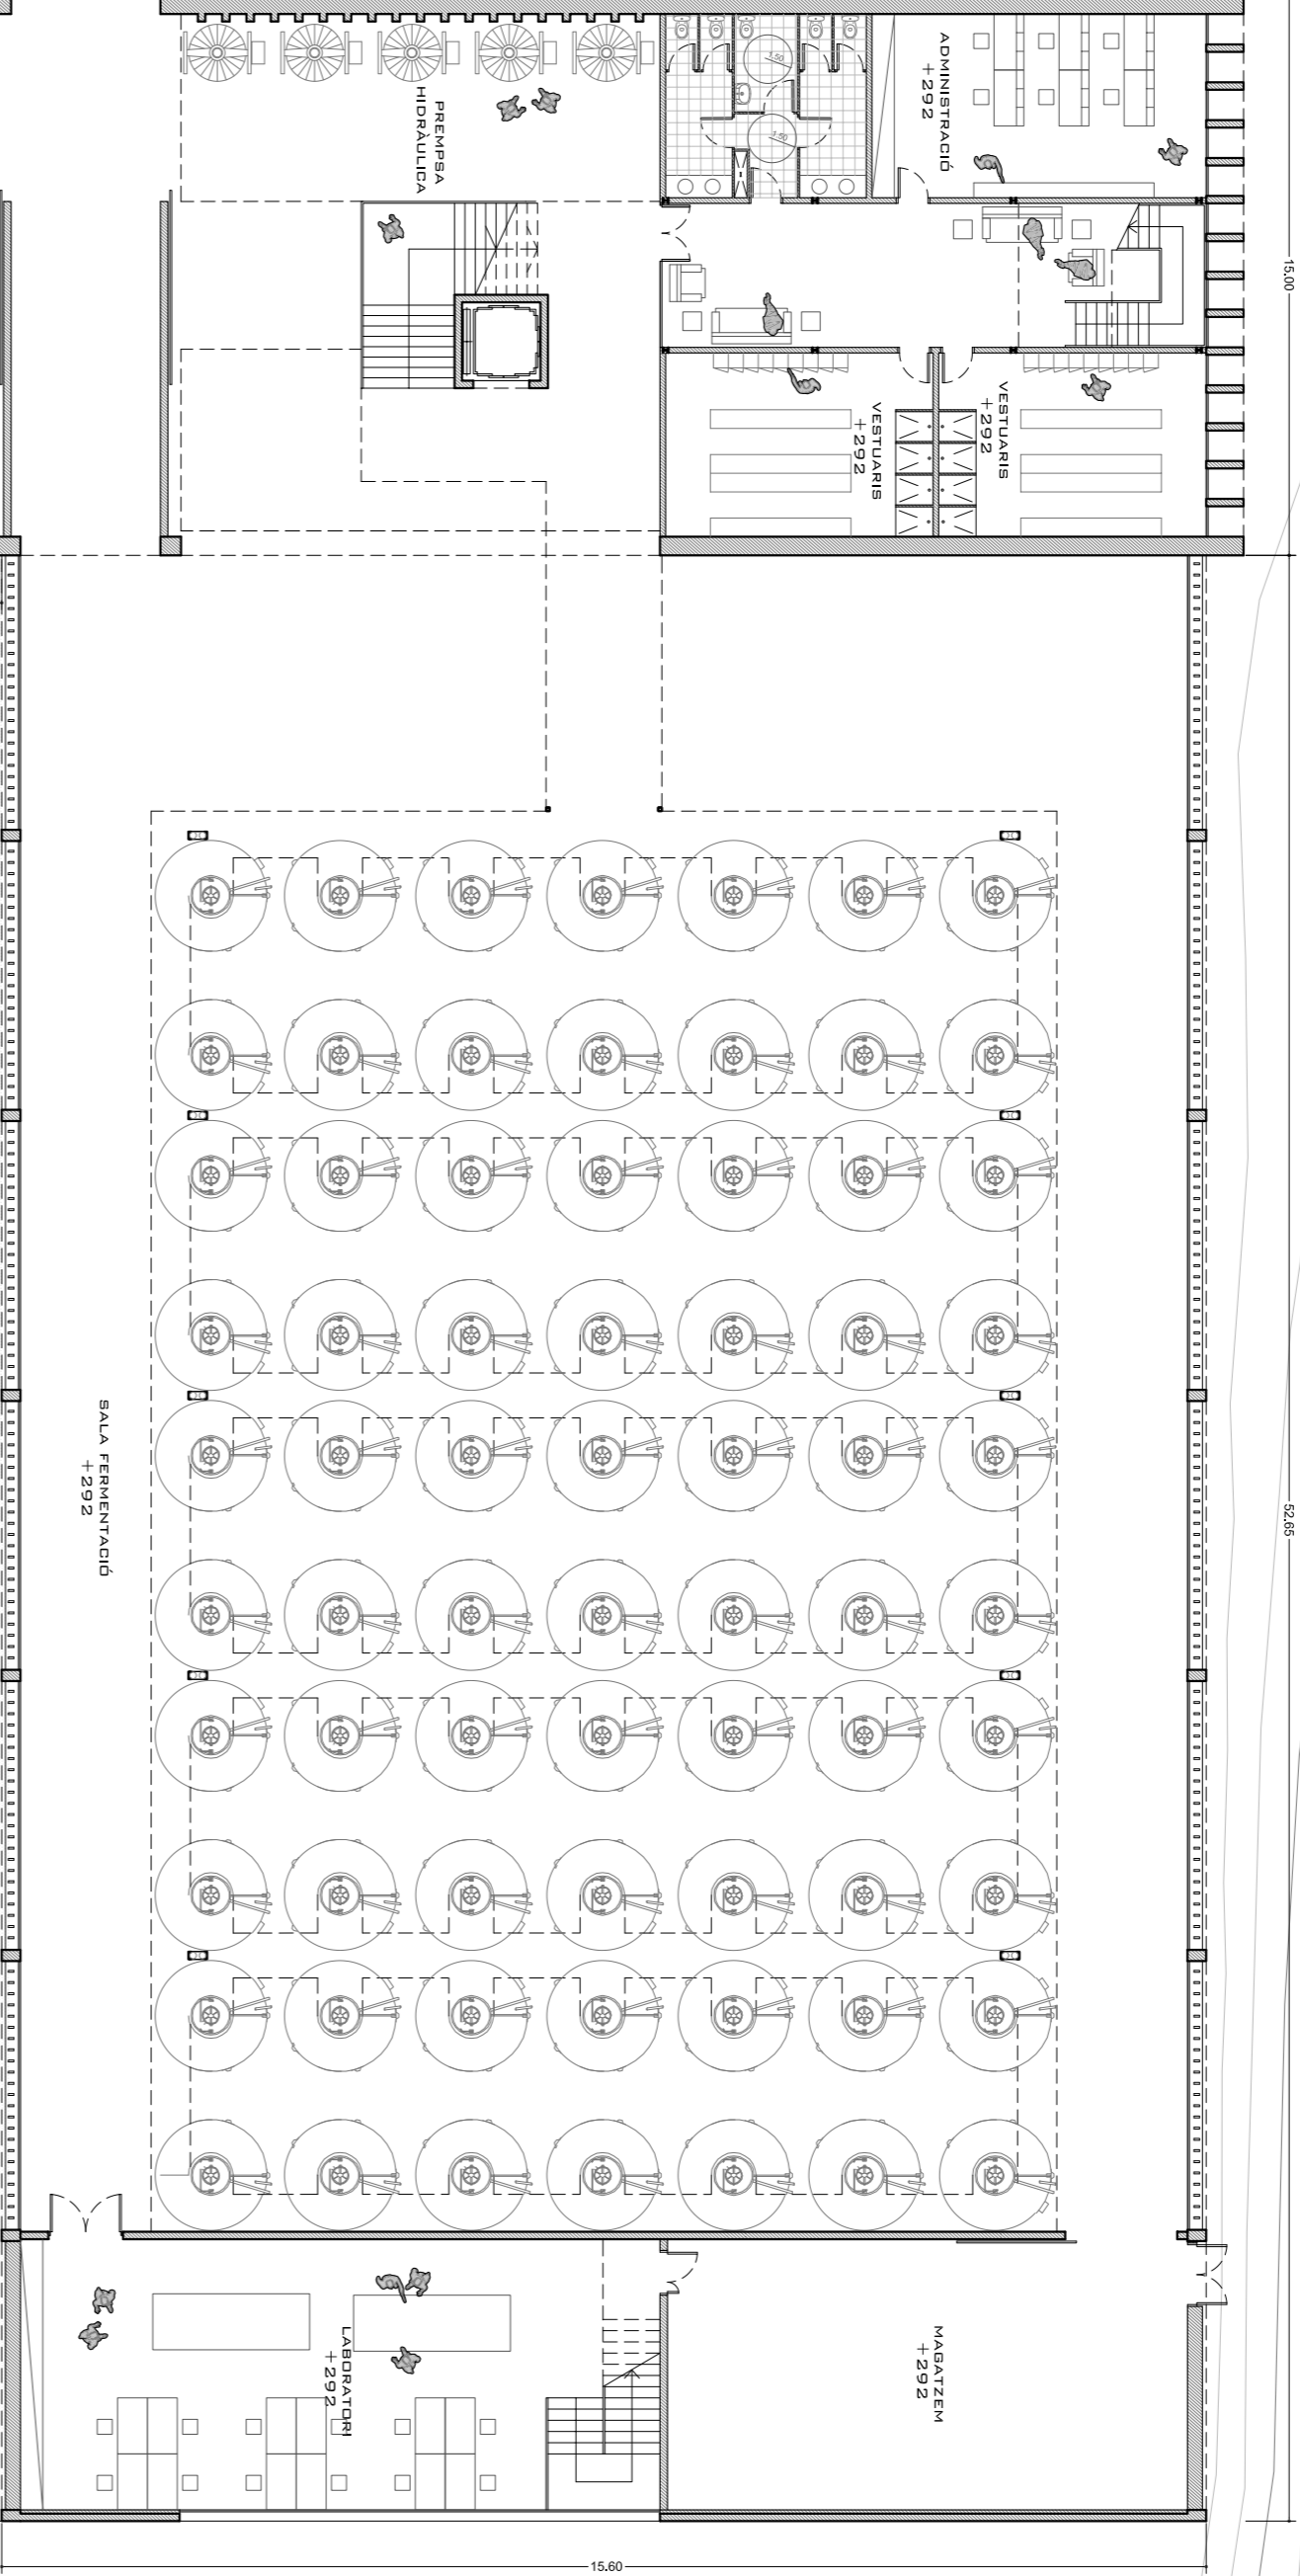 PREMPSA
HIDRÀULICA
ADMINISTRACIÓ
+292
1.50
1.50
15.00
VESTUARIS
+292
VESTUARIS
+292
SALA FERMENTACIÓ
+292
52.65
LABORATORI
+292
MAGATZEM
+292
15.60